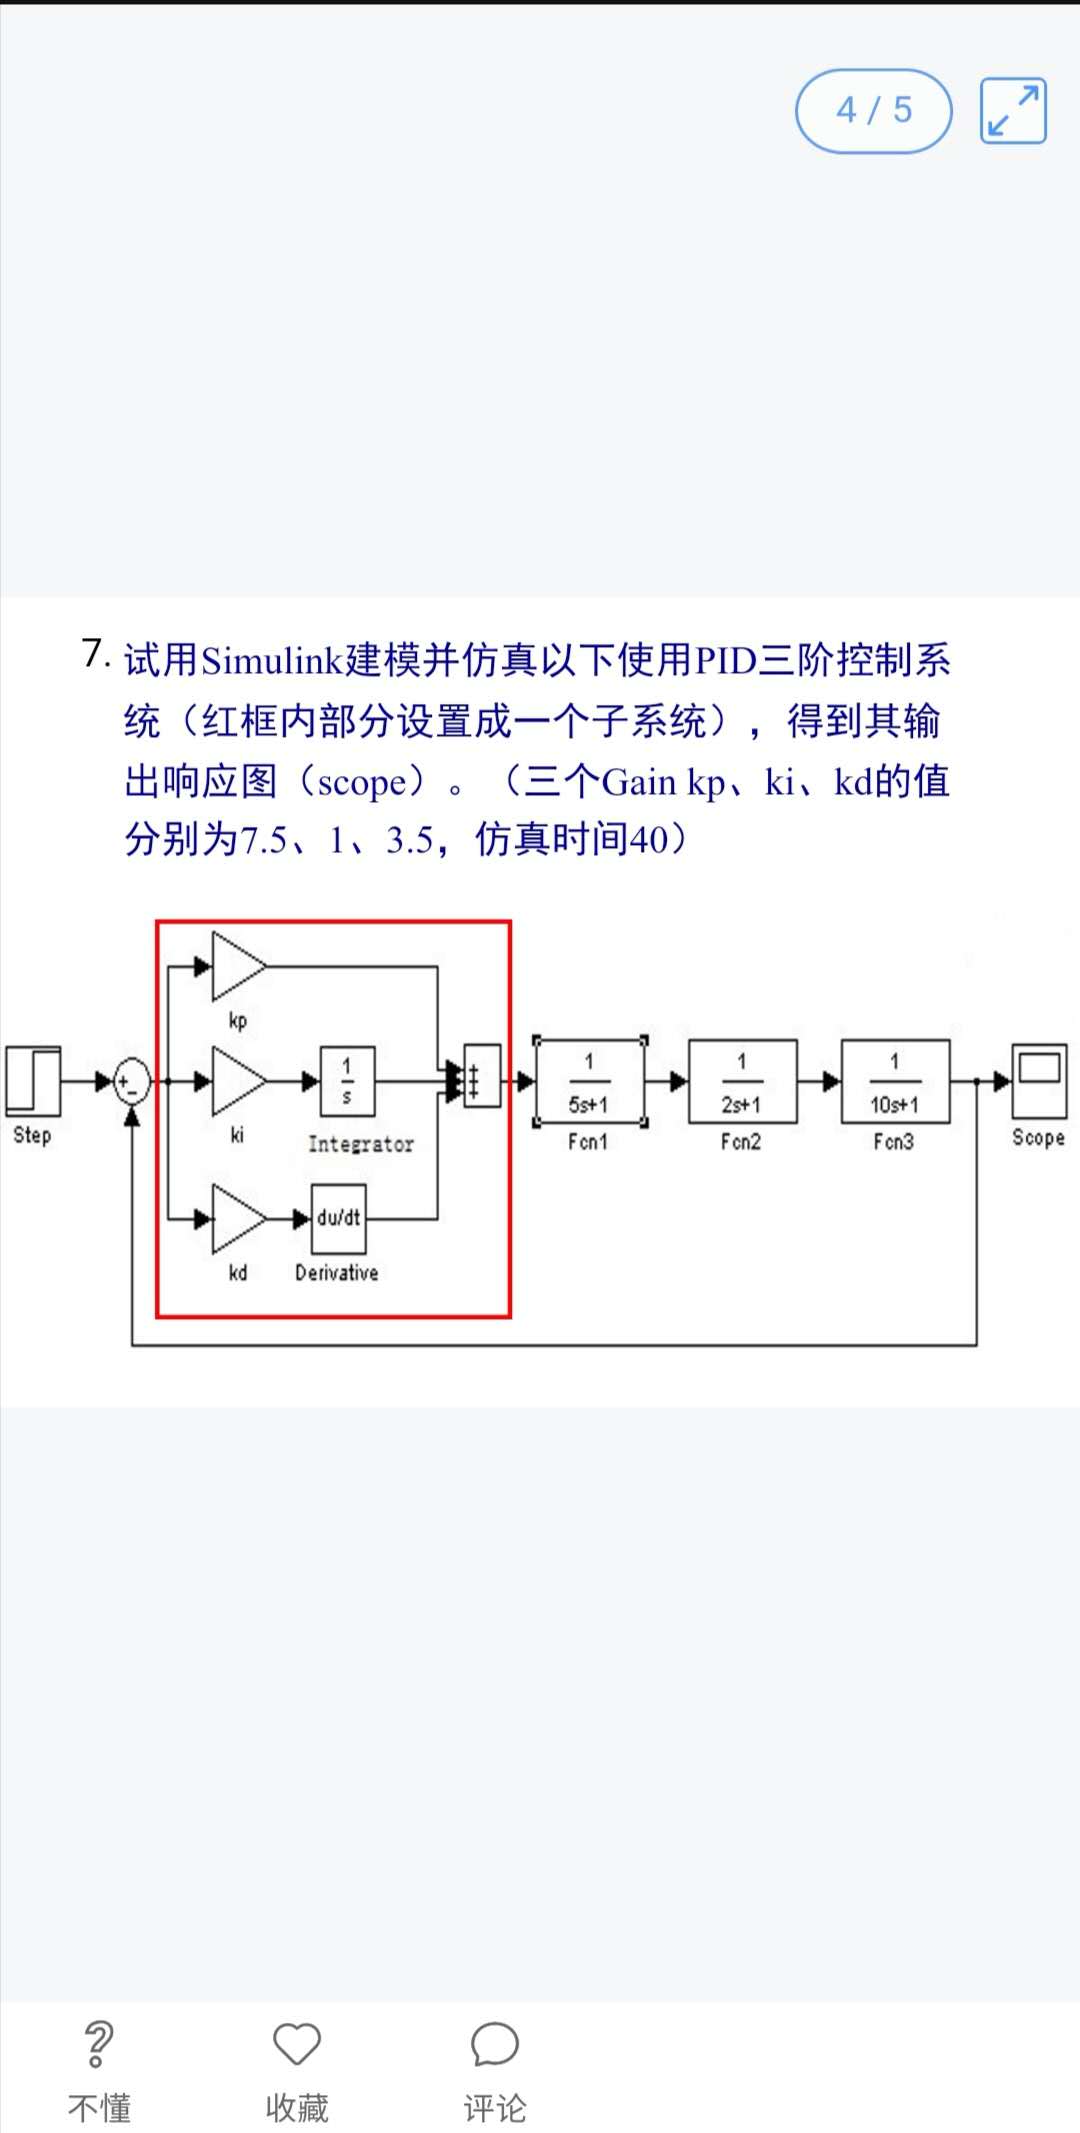 4 / 5
7. 试用Simulink建模并仿真以下使用PID三阶控制系
统（红框内部分设置成一个子系统），得到其输
出响应图（scope）。（三个Gain kp、ki、kd的值
分别为7.5、1、3.5，仿真时间40）
kp
Step
+
-
ki
1
s
Integrator
+
+
+
1
5s+1
Fcn1
1
2s+1
Fcn2
1
10s+1
Fcn3
Scope
kd
du/dt
Derivative
不懂
收藏
评论